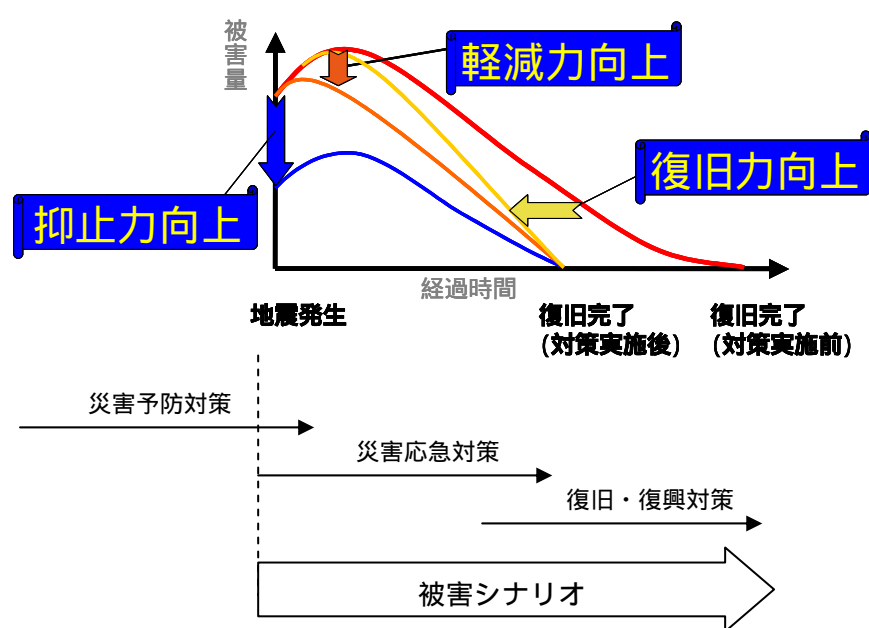 被害量
軽減力向上
復旧力向上
抑止力向上
経過時間
地震発生
復旧完了
(対策実施後)
復旧完了
(対策実施前)
災害予防対策
災害応急対策
復旧・復興対策
被害シナリオ